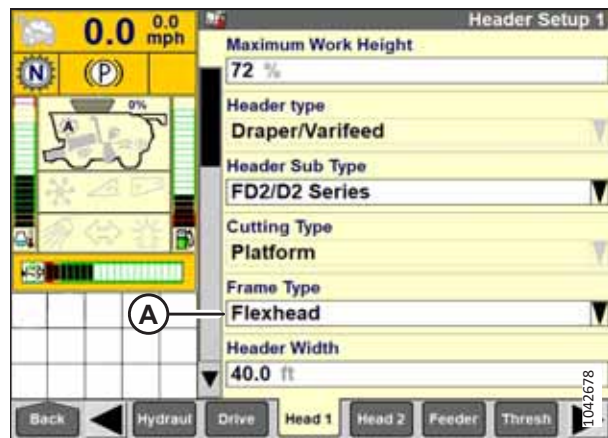 0.0 0.0 mph
Header Setup 1
N (P)
0%
A
Maximum Work Height
72 %
Header type
Draper/Varifeed
Header Sub Type
FD2/D2 Series
Cutting Type
Platform
Frame Type
A
Flexhead
Header Width
40.0 ft
1042678
Back
Hydraul
Drive
Head 1
Head 2
Feeder
Thresh